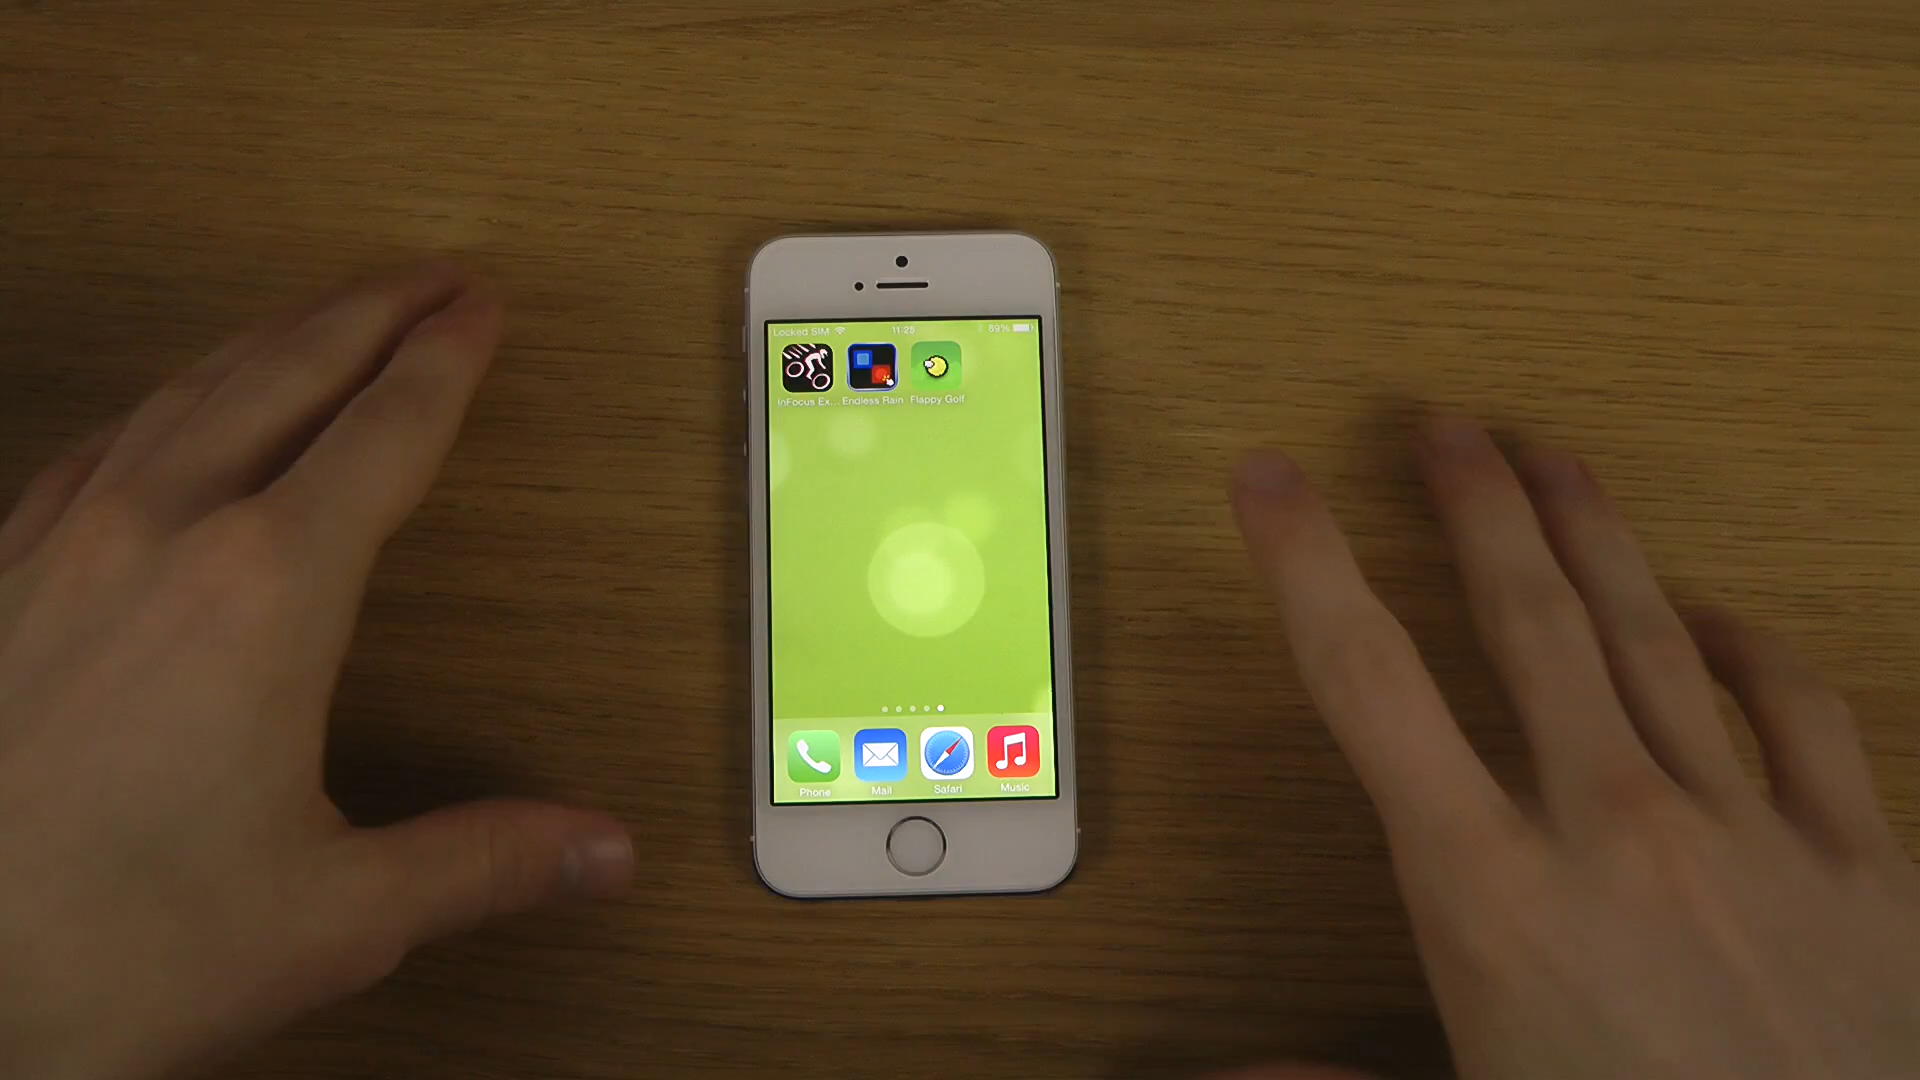 Locked SIM 11:25 89%
InFocus Ex... Endless Rain Flappy Golf
Phone Mail Safari Music